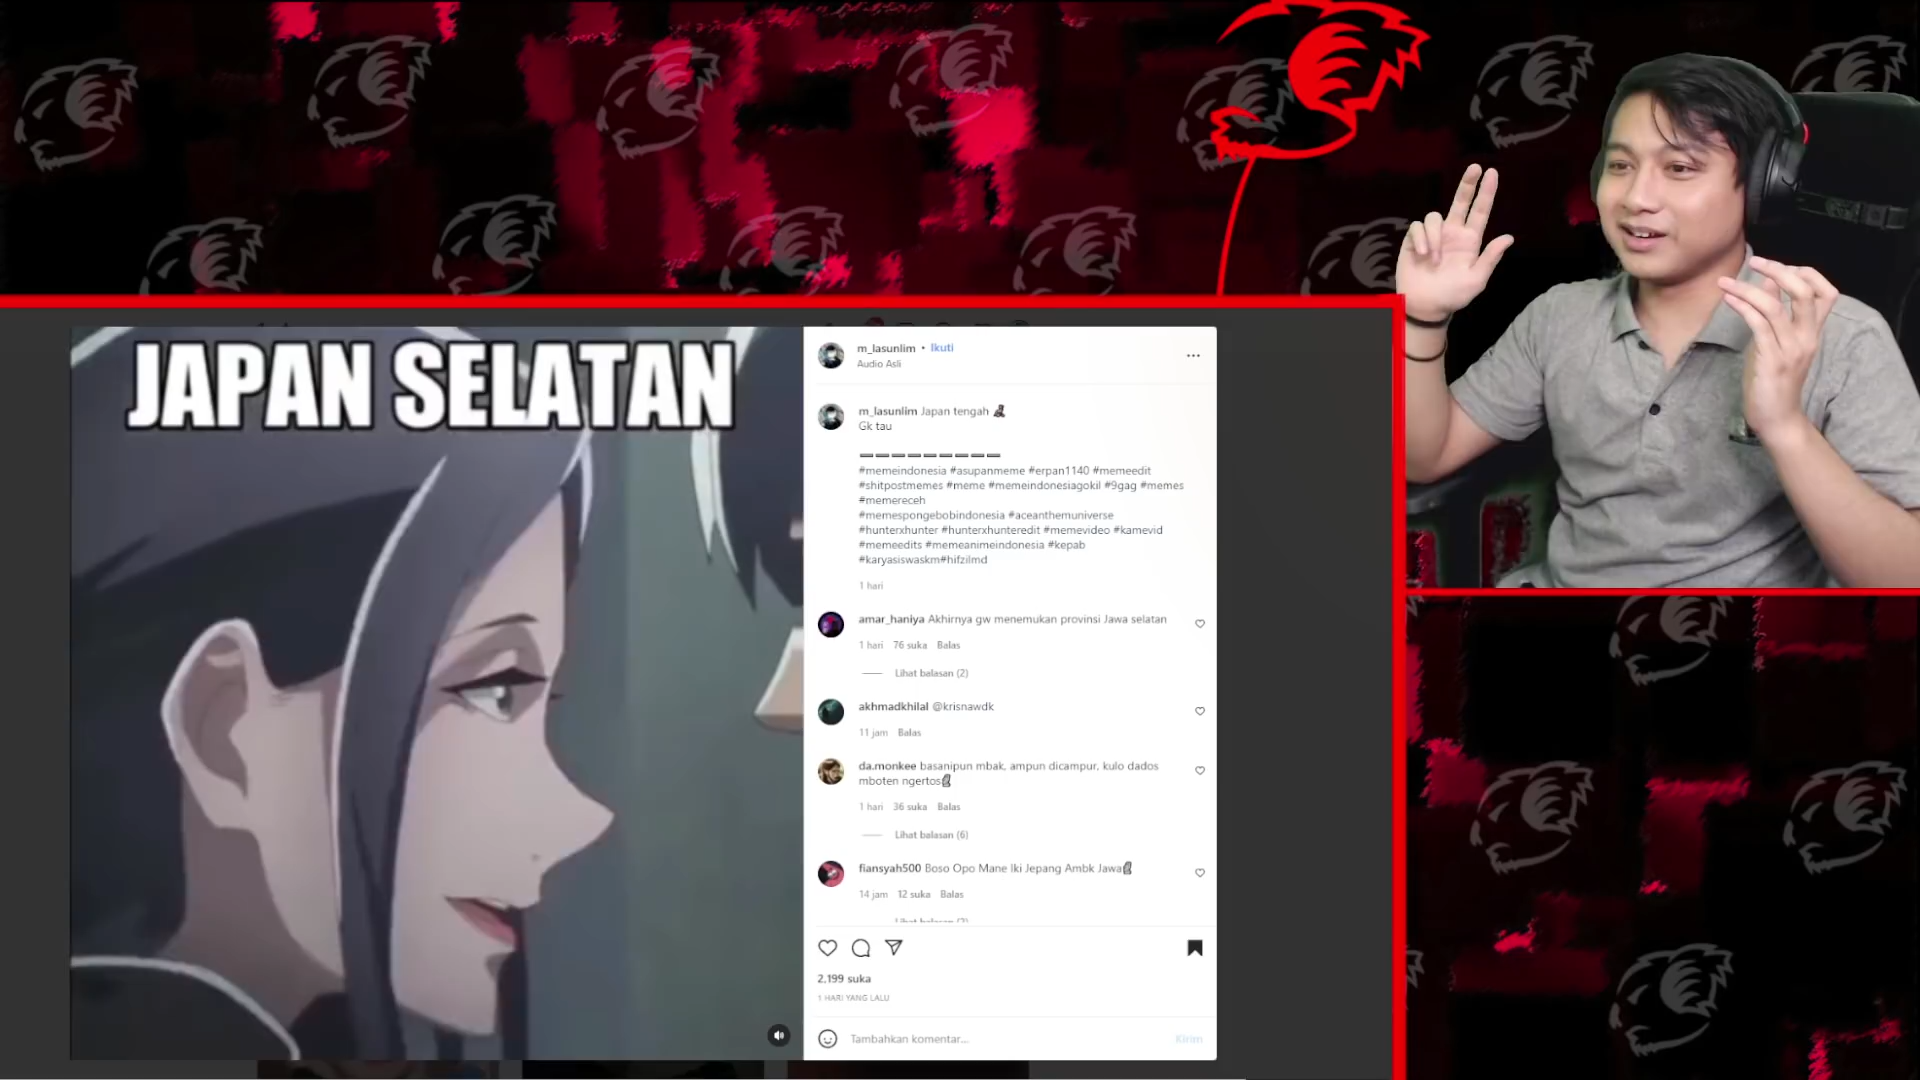 JAPAN SELATAN
m_lasunlim • Ikuti
Audio Asli
m_lasunlim Japan tengah
Gk tau
#memeindonesia #asupanmeme #erpan1140 #memeedit
#shitpostmemes #meme #memeindonesiagokil #9gag #memes
#memereceh
#memespongebobindonesia #aceanthemuniverse
#hunterxhunter #hunterxhunteredit #memevideo #kamevid
#memeedits #memeanimeindonesia #kepab
#karyasiswaskm#hifzilmd
1 hari
amar_haniya Akhirnya gw menemukan provinsi Jawa selatan
1 hari 76 suka Balas
Lihat balasan (2)
akhmadkhilal @krisnawdk
11 jam Balas
da.monkee basanipun mbak, ampun dicampur, kulo dados
mboten ngertos
1 hari 36 suka Balas
Lihat balasan (6)
fiansyah500 Boso Opo Mane Iki Jepang Ambk Jawa
14 jam 12 suka Balas
Lihat balasan (2)
2.199 suka
1 HARI YANG LALU
Tambahkan komentar...
Kirim